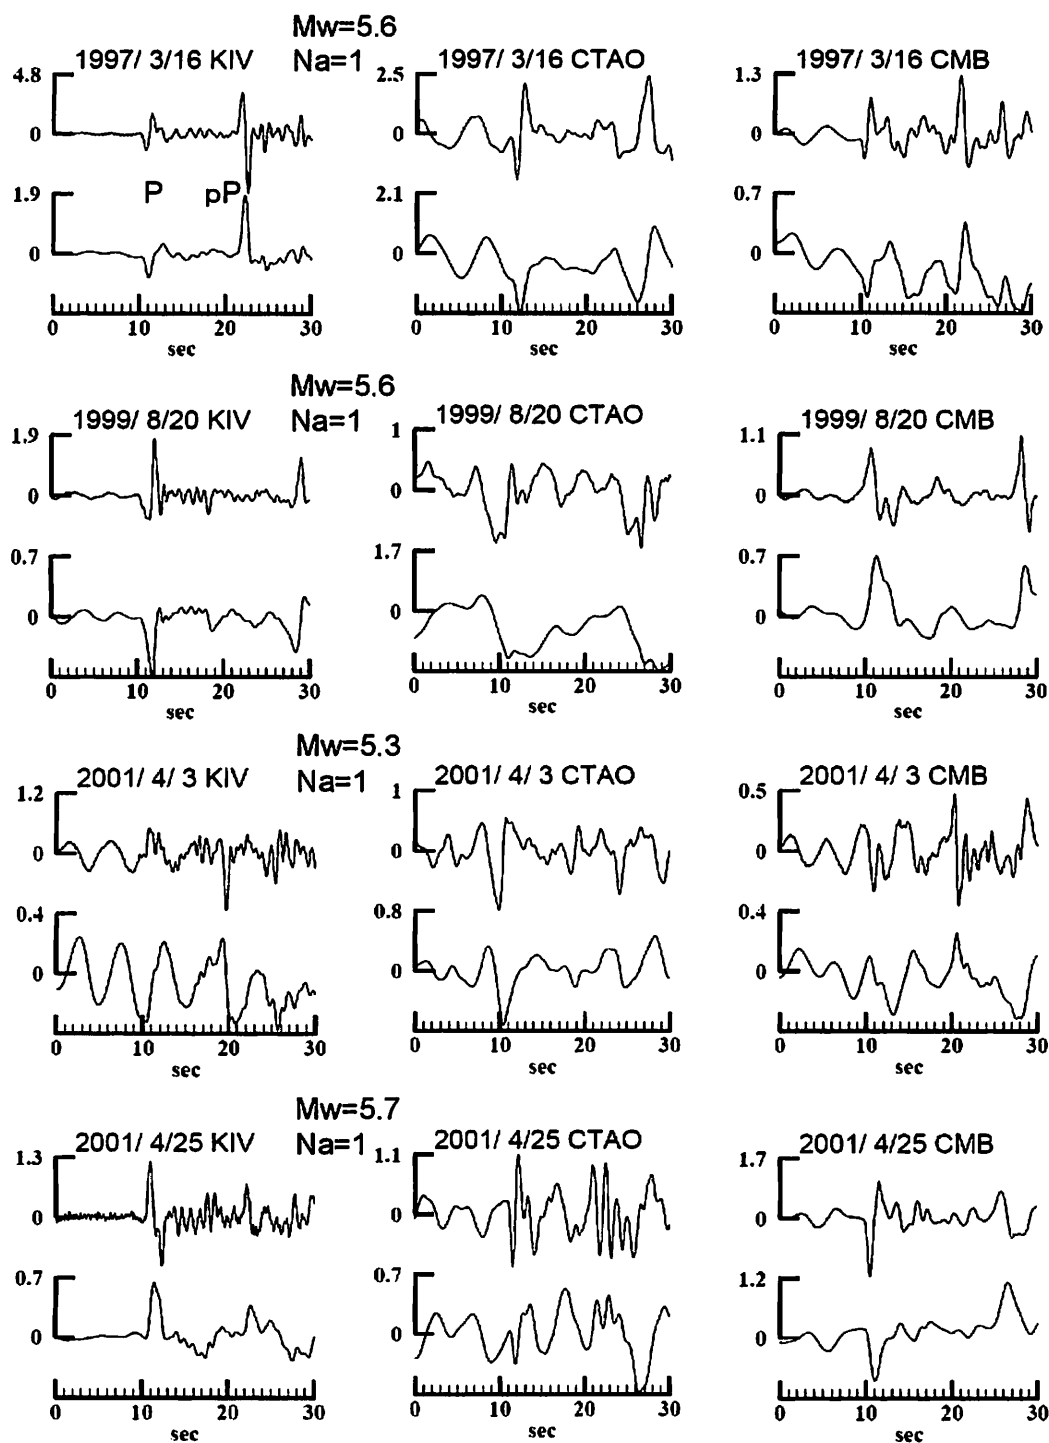 Mw=5.6
Na=1
1997/ 3/16 KIV
4.8
0
1.9
P
pP
0
0 10 20 30
sec
1997/ 3/16 CTAO
2.5
0
2.1
0
0 10 20 30
sec
1997/ 3/16 CMB
1.3
0
0.7
0
0 10 20 30
sec
Mw=5.6
Na=1
1999/ 8/20 KIV
1.9
0
0.7
0
0 10 20 30
sec
1999/ 8/20 CTAO
1
0
1.7
0
0 10 20 30
sec
1999/ 8/20 CMB
1.1
0
0.7
0
0 10 20 30
sec
Mw=5.3
Na=1
2001/ 4/ 3 KIV
1.2
0
0.4
0
0 10 20 30
sec
2001/ 4/ 3 CTAO
1
0
0.8
0
0 10 20 30
sec
2001/ 4/ 3 CMB
0.5
0
0.4
0
0 10 20 30
sec
Mw=5.7
Na=1
2001/ 4/25 KIV
1.3
0
0.7
0
0 10 20 30
sec
2001/ 4/25 CTAO
1.1
0
0.7
0
0 10 20 30
sec
2001/ 4/25 CMB
1.7
0
1.2
0
0 10 20 30
sec